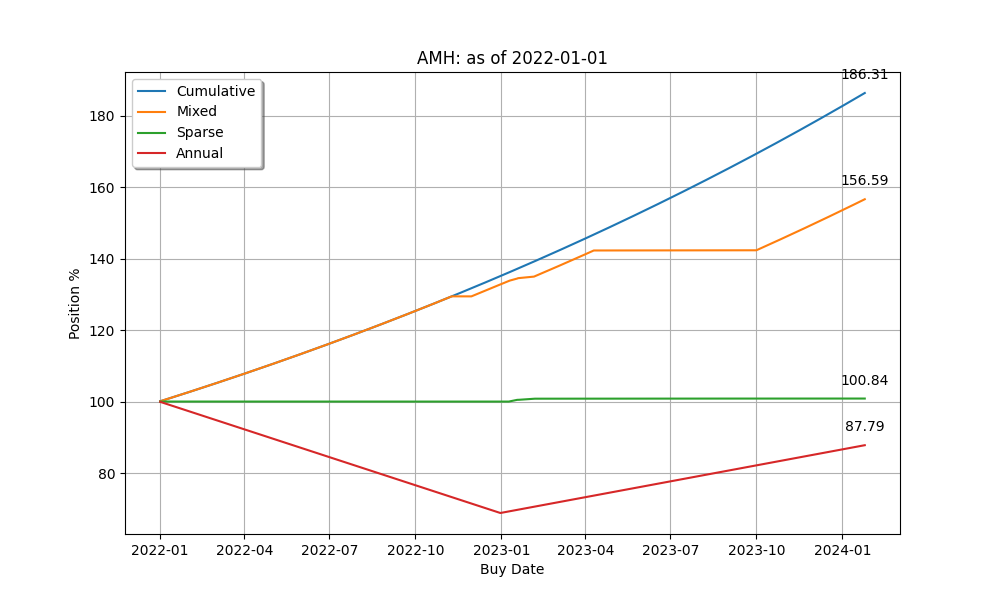 AMH: as of 2022-01-01
186.31
Cumulative
Mixed
Sparse
Annual
156.59
100.84
87.79
180
160
140
120
100
80
Position %
2022-01 2022-04 2022-07 2022-10 2023-01 2023-04 2023-07 2023-10 2024-01
Buy Date